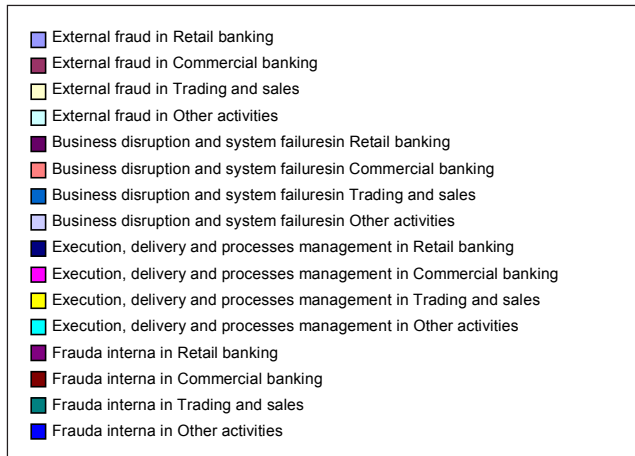 External fraud in Retail banking
External fraud in Commercial banking
External fraud in Trading and sales
External fraud in Other activities
Business disruption and system failuresin Retail banking
Business disruption and system failuresin Commercial banking
Business disruption and system failuresin Trading and sales
Business disruption and system failuresin Other activities
Execution, delivery and processes management in Retail banking
Execution, delivery and processes management in Commercial banking
Execution, delivery and processes management in Trading and sales
Execution, delivery and processes management in Other activities
Frauda interna in Retail banking
Frauda interna in Commercial banking
Frauda interna in Trading and sales
Frauda interna in Other activities